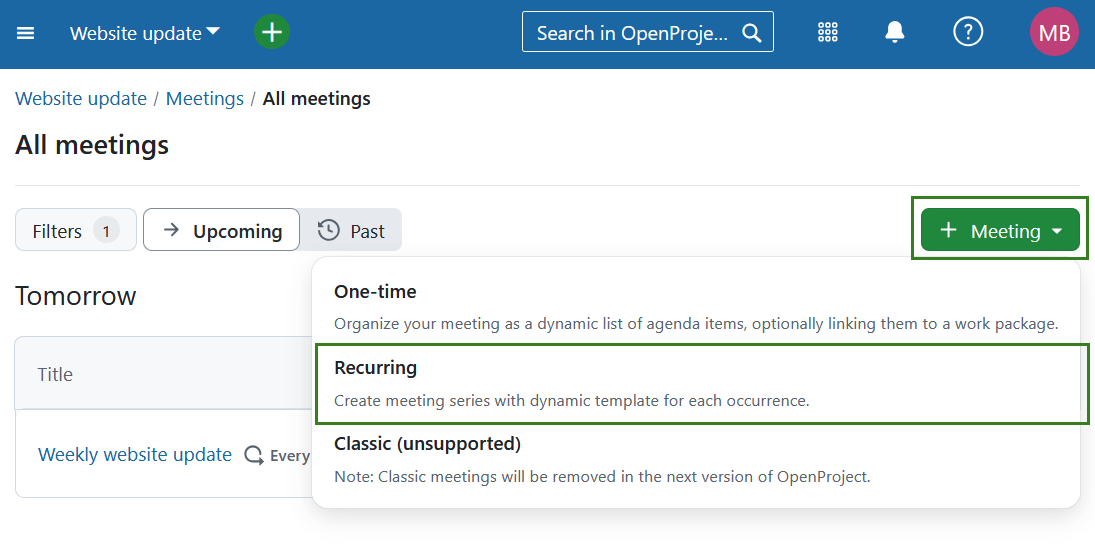 Website update
Search in OpenProje...
MB
Website update / Meetings / All meetings
All meetings
Filters 1
Upcoming
Past
+ Meeting
Tomorrow
One-time
Organize your meeting as a dynamic list of agenda items, optionally linking them to a work package.
Recurring
Create meeting series with dynamic template for each occurrence.
Title
Classic (unsupported)
Weekly website update Every
Note: Classic meetings will be removed in the next version of OpenProject.